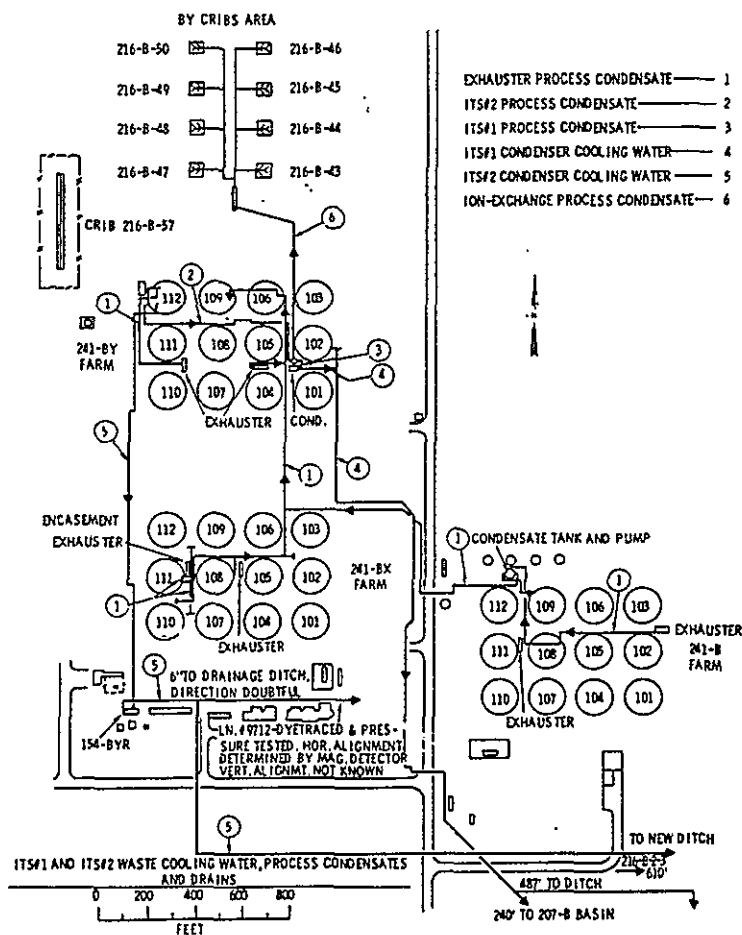 BY CRIBS AREA
216-B-50
216-B-46
216-B-49
216-B-45
216-B-48
216-B-44
216-B-47
216-B-43
EXHAUSTER PROCESS CONDENSATE 1
ITS#2 PROCESS CONDENSATE 2
ITS#1 PROCESS CONDENSATE 3
ITS#1 CONDENSER COOLING WATER 4
ITS#2 CONDENSER COOLING WATER 5
ION-EXCHANGE PROCESS CONDENSATE 6
CRIB 216-B-57
6
1
2
112
109
106
103
241-BY
FARM
111
108
105
102
3
4
110
107
104
101
EXHAUSTER
COND.
5
1
4
ENCASEMENT
EXHAUSTER
112
109
106
103
111
108
105
102
241-BX
FARM
1
110
107
104
101
EXHAUSTER
1
CONDENSATE TANK AND PUMP
1
112
109
106
103
EXHAUSTER
241-B
FARM
111
108
105
102
110
107
104
101
EXHAUSTER
5
6" TO DRAINAGE DITCH,
DIRECTION DOUBTFUL
154-BYR
LN. #9712-DYETRACED & PRES-
SURE TESTED, HOR. ALIGNMENT
DETERMINED BY MAG. DETECTOR
VERT. ALIGNMT. NOT KNOWN
5
TO NEW DITCH
216-B-2-3
610'
487' TO DITCH
240' TO 207-B BASIN
ITS#1 AND ITS#2 WASTE COOLING WATER, PROCESS CONDENSATES
AND DRAINS
0 200 400 600 800
FEET